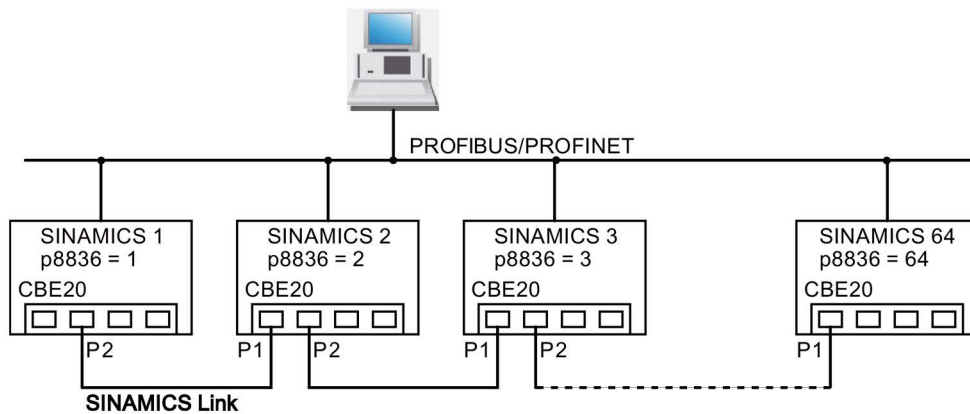 PROFIBUS/PROFINET
SINAMICS 1
p8836 = 1
CBE20
P2
SINAMICS 2
p8836 = 2
CBE20
P1
P2
SINAMICS 3
p8836 = 3
CBE20
P1
P2
SINAMICS 64
p8836 = 64
CBE20
P1
SINAMICS Link